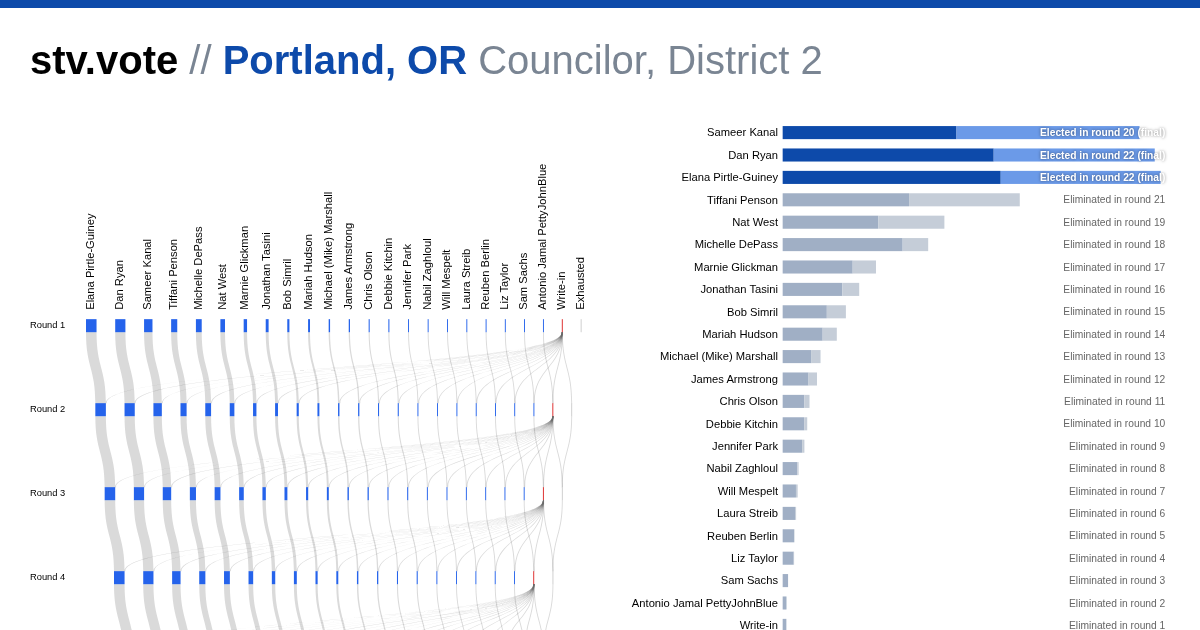 stv.vote // Portland, OR Councilor, District 2
Elana Pirtle-Guiney
Dan Ryan
Sameer Kanal
Tiffani Penson
Michelle DePass
Nat West
Marnie Glickman
Jonathan Tasini
Bob Simril
Mariah Hudson
Michael (Mike) Marshall
James Armstrong
Chris Olson
Debbie Kitchin
Jennifer Park
Nabil Zaghloul
Will Mespelt
Laura Streib
Reuben Berlin
Liz Taylor
Sam Sachs
Antonio Jamal PettyJohnBlue
Write-in
Exhausted
Round 1
Round 2
Round 3
Round 4
Sameer Kanal Elected in round 20 (final)
Dan Ryan Elected in round 22 (final)
Elana Pirtle-Guiney Elected in round 22 (final)
Tiffani Penson Eliminated in round 21
Nat West Eliminated in round 19
Michelle DePass Eliminated in round 18
Marnie Glickman Eliminated in round 17
Jonathan Tasini Eliminated in round 16
Bob Simril Eliminated in round 15
Mariah Hudson Eliminated in round 14
Michael (Mike) Marshall Eliminated in round 13
James Armstrong Eliminated in round 12
Chris Olson Eliminated in round 11
Debbie Kitchin Eliminated in round 10
Jennifer Park Eliminated in round 9
Nabil Zaghloul Eliminated in round 8
Will Mespelt Eliminated in round 7
Laura Streib Eliminated in round 6
Reuben Berlin Eliminated in round 5
Liz Taylor Eliminated in round 4
Sam Sachs Eliminated in round 3
Antonio Jamal PettyJohnBlue Eliminated in round 2
Write-in Eliminated in round 1